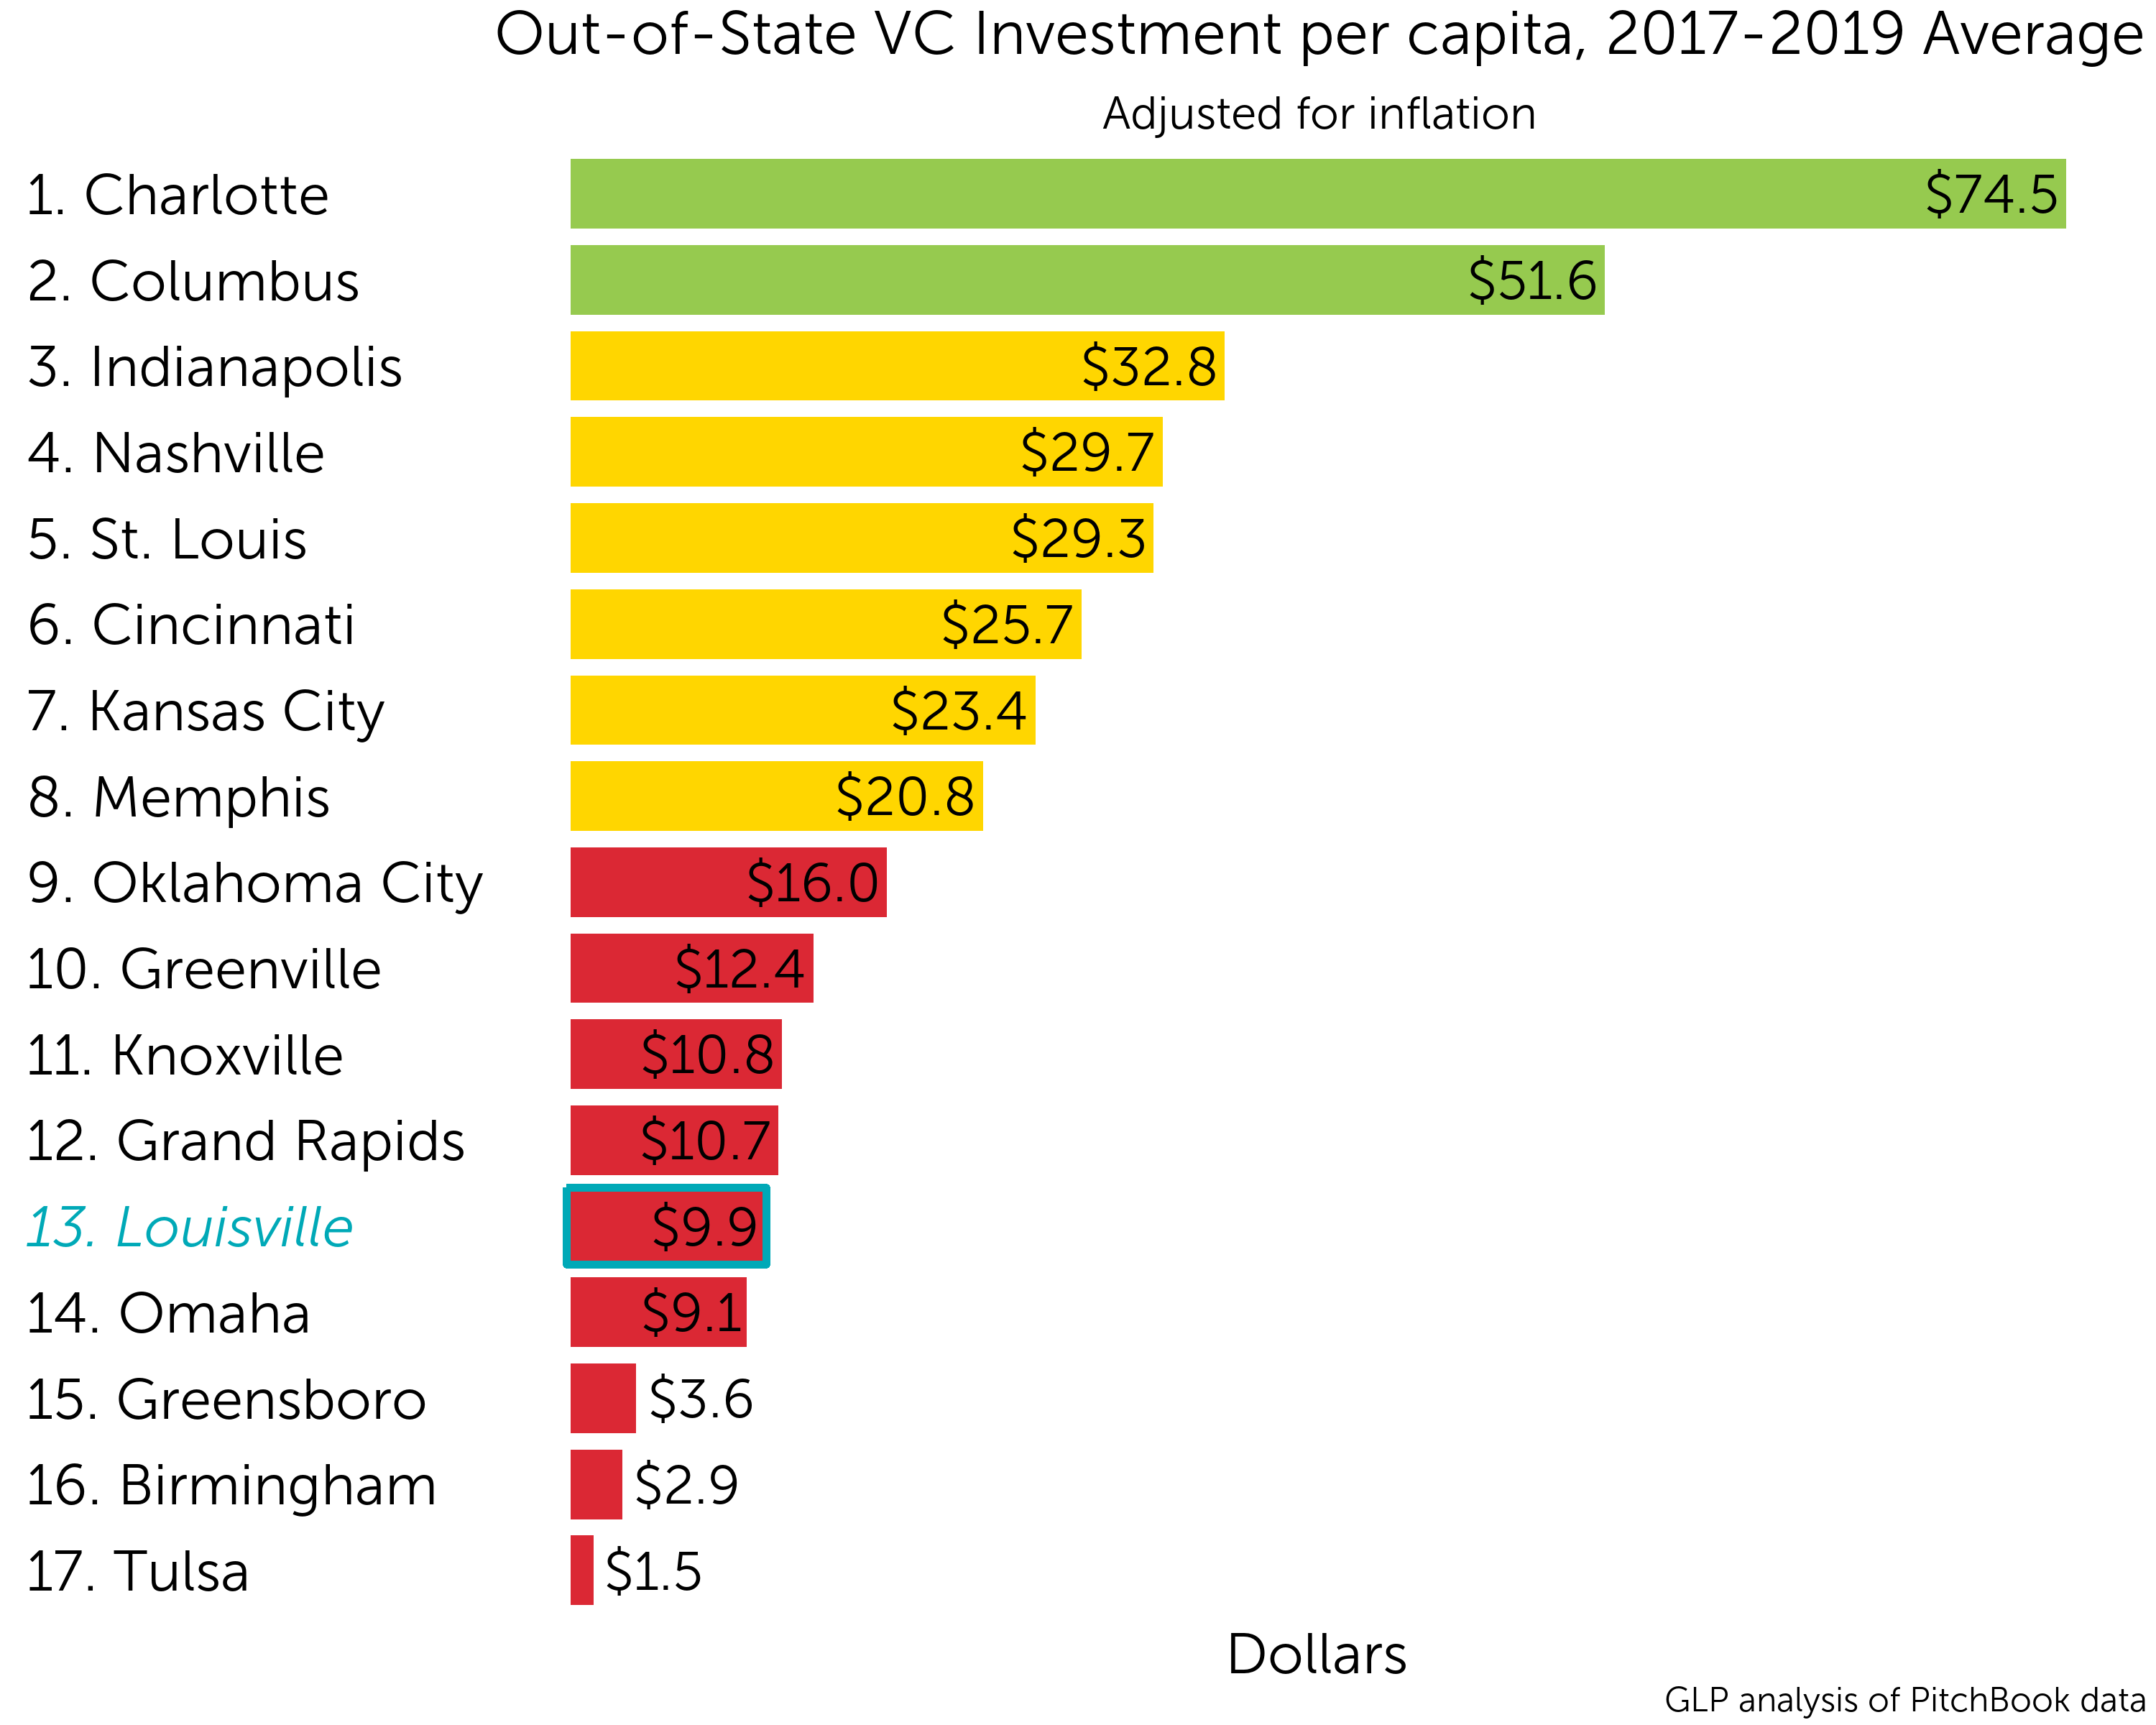 Out-of-State VC Investment per capita, 2017-2019 Average
Adjusted for inflation
1. Charlotte $74.5
2. Columbus $51.6
3. Indianapolis $32.8
4. Nashville $29.7
5. St. Louis $29.3
6. Cincinnati $25.7
7. Kansas City $23.4
8. Memphis $20.8
9. Oklahoma City $16.0
10. Greenville $12.4
11. Knoxville $10.8
12. Grand Rapids $10.7
13. Louisville $9.9
14. Omaha $9.1
15. Greensboro $3.6
16. Birmingham $2.9
17. Tulsa $1.5
Dollars
GLP analysis of PitchBook data